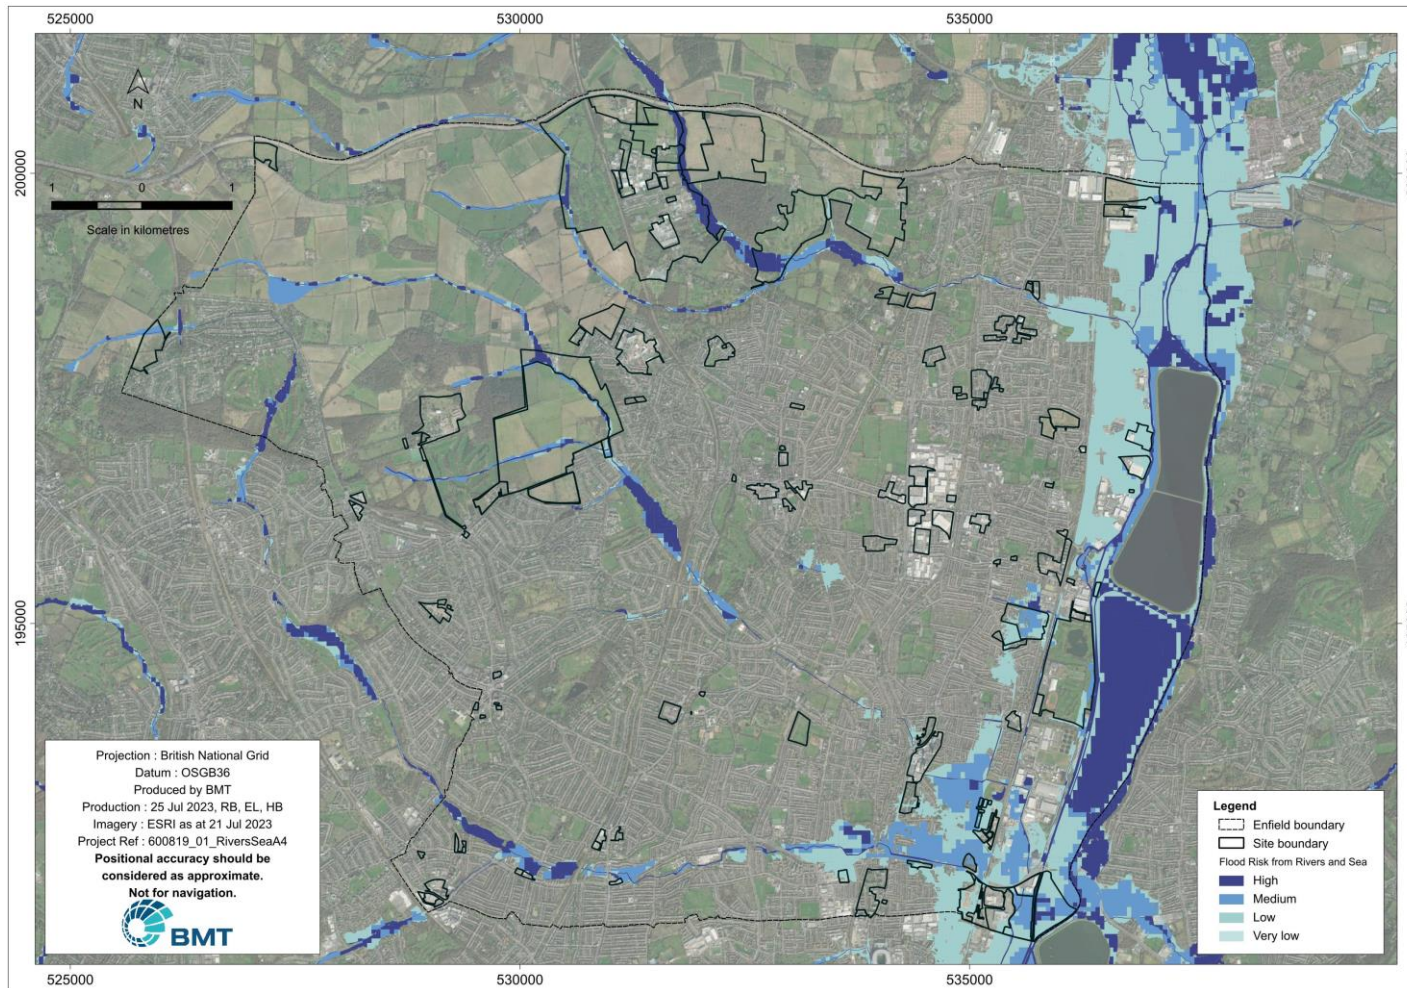 525000
530000
535000
200000
N
1
0
1
Scale in kilometres
195000
Projection : British National Grid
Datum : OSGB36
Produced by BMT
Production : 25 Jul 2023, RB, EL, HB
Imagery : ESRI as at 21 Jul 2023
Project Ref : 600819_01_RiversSeaA4
Positional accuracy should be
considered as approximate.
Not for navigation.
BMT
Legend
Enfield boundary
Site boundary
Flood Risk from Rivers and Sea
High
Medium
Low
Very low
525000
530000
535000